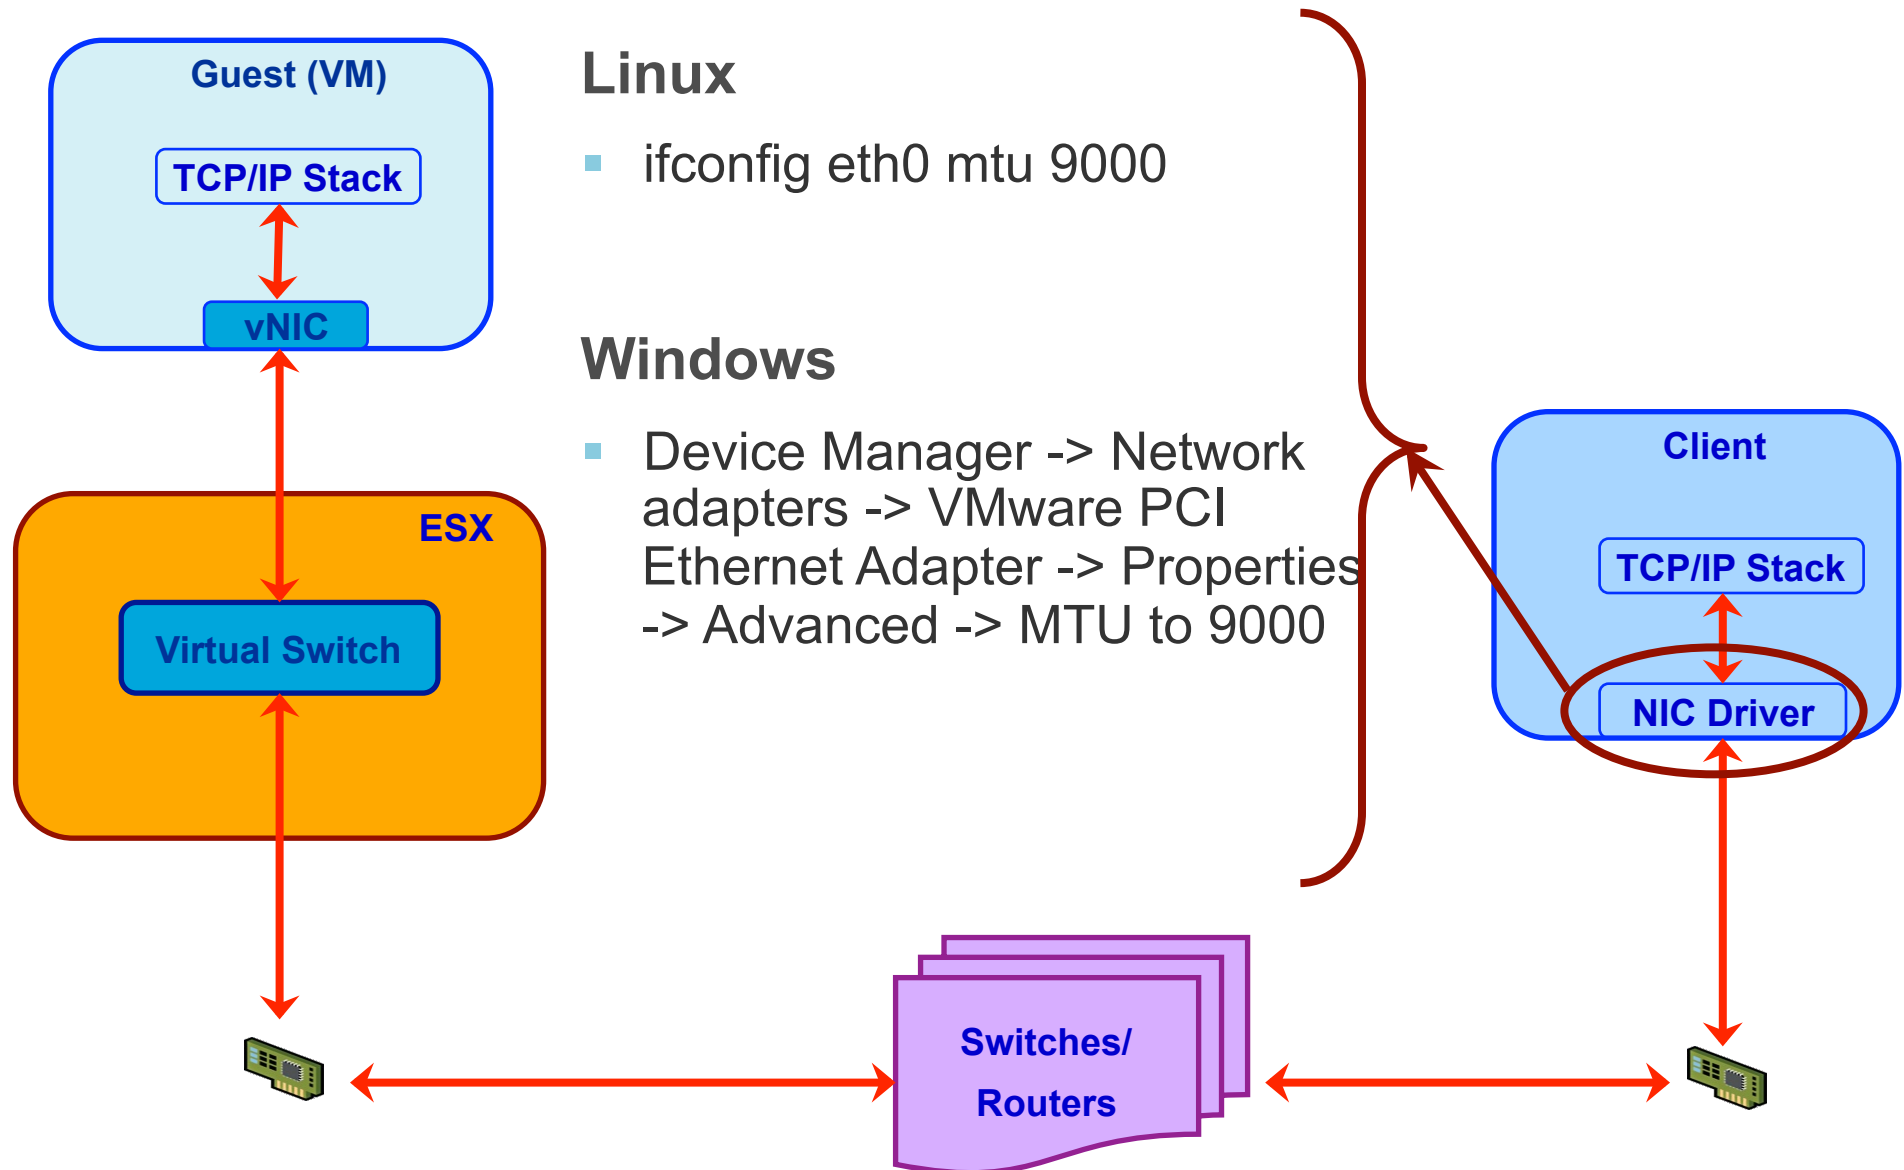 Guest (VM)
TCP/IP Stack
vNIC
ESX
Virtual Switch
Linux
ifconfig eth0 mtu 9000
Windows
Device Manager -> Network
adapters -> VMware PCI
Ethernet Adapter -> Properties
-> Advanced -> MTU to 9000
Client
TCP/IP Stack
NIC Driver
Switches/
Routers